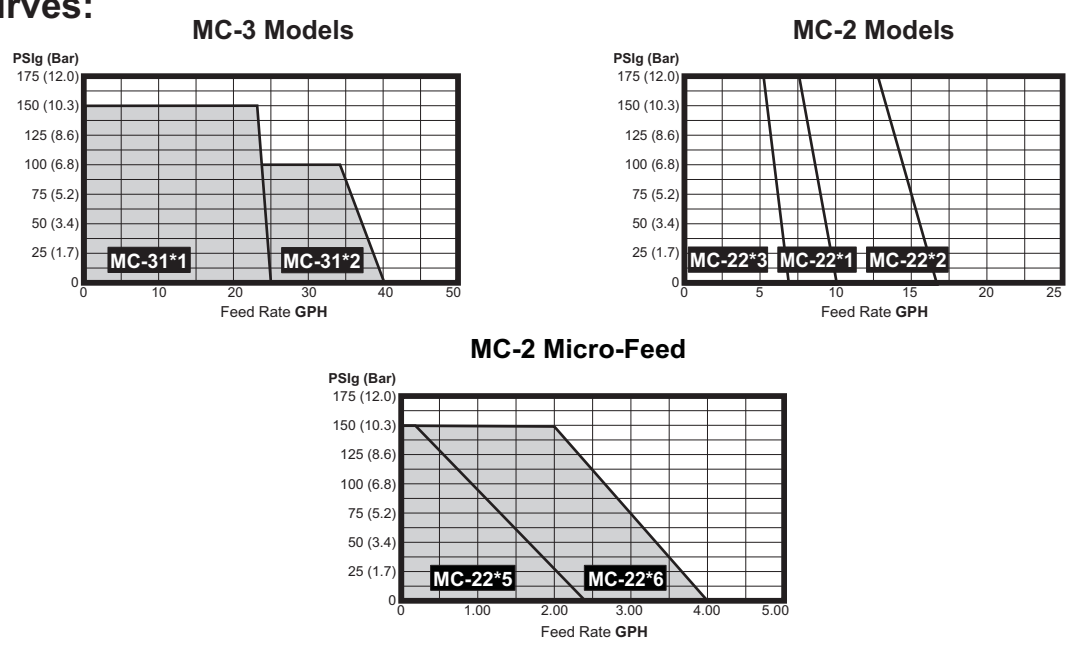 urves:
MC-3 Models
PSIg (Bar)
175 (12.0)
150 (10.3)
125 (8.6)
100 (6.8)
75 (5.2)
50 (3.4)
25 (1.7)
0
MC-31*1
MC-31*2
0 10 20 30 40 50
Feed Rate GPH
MC-2 Models
PSIg (Bar)
175 (12.0)
150 (10.3)
125 (8.6)
100 (6.8)
75 (5.2)
50 (3.4)
25 (1.7)
0
MC-22*3
MC-22*1
MC-22*2
0 5 10 15 20 25
Feed Rate GPH
MC-2 Micro-Feed
PSIg (Bar)
175 (12.0)
150 (10.3)
125 (8.6)
100 (6.8)
75 (5.2)
50 (3.4)
25 (1.7)
0
MC-22*5
MC-22*6
0 1.00 2.00 3.00 4.00 5.00
Feed Rate GPH